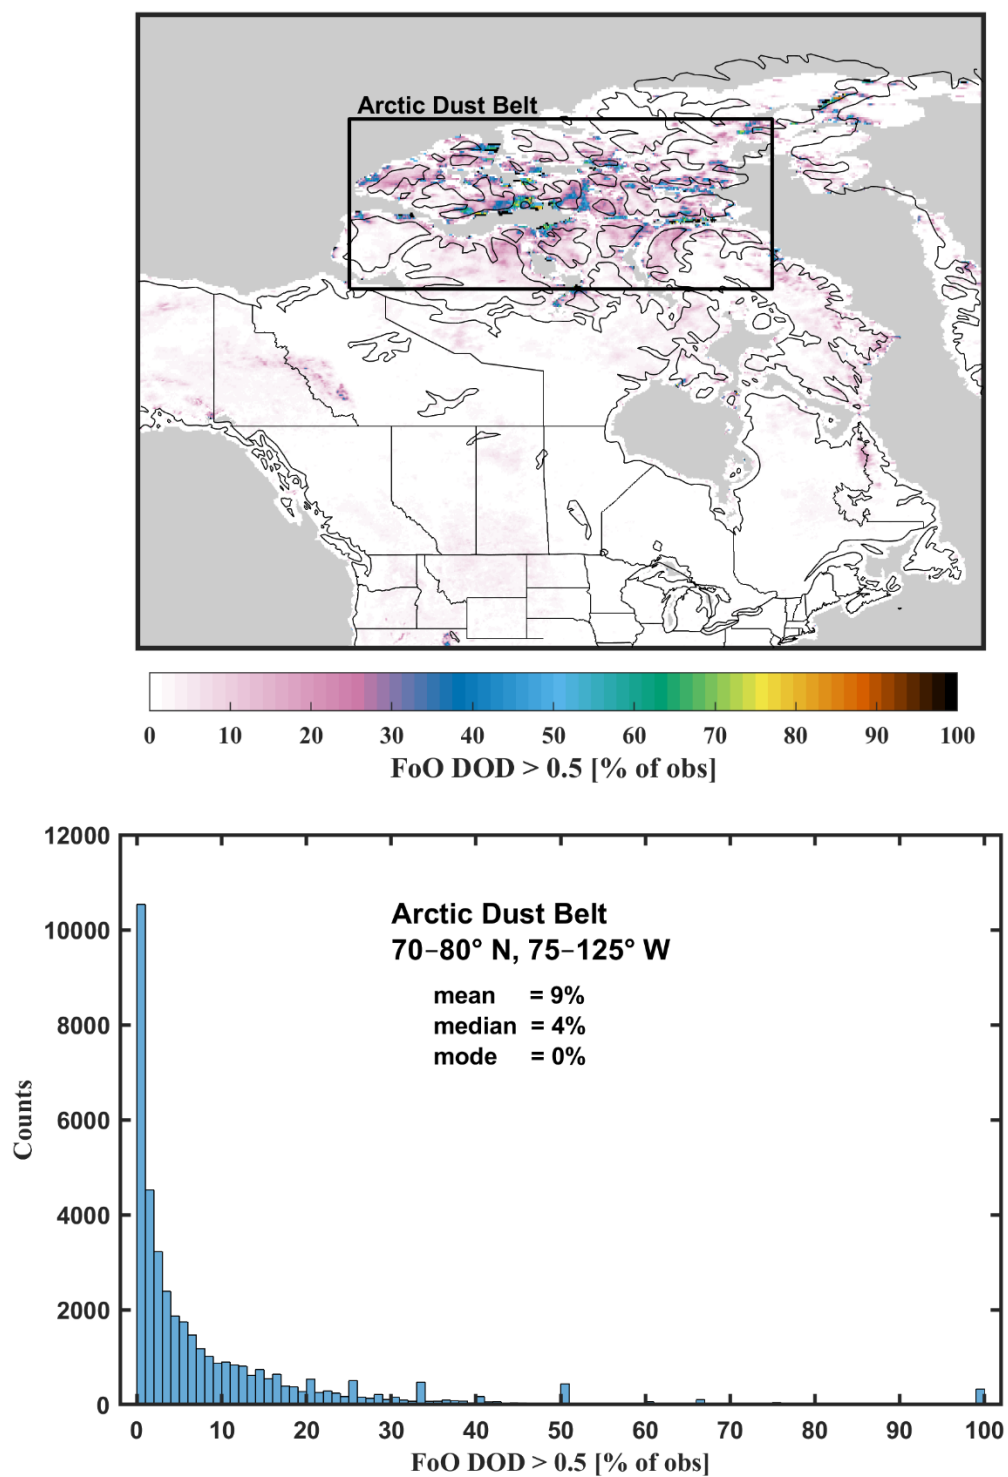 Arctic Dust Belt
0 10 20 30 40 50 60 70 80 90 100
FoO DOD > 0.5 [% of obs]
12000
10000
8000
6000
4000
2000
0
Counts
Arctic Dust Belt
70–80° N, 75–125° W
mean = 9%
median = 4%
mode = 0%
0 10 20 30 40 50 60 70 80 90 100
FoO DOD > 0.5 [% of obs]